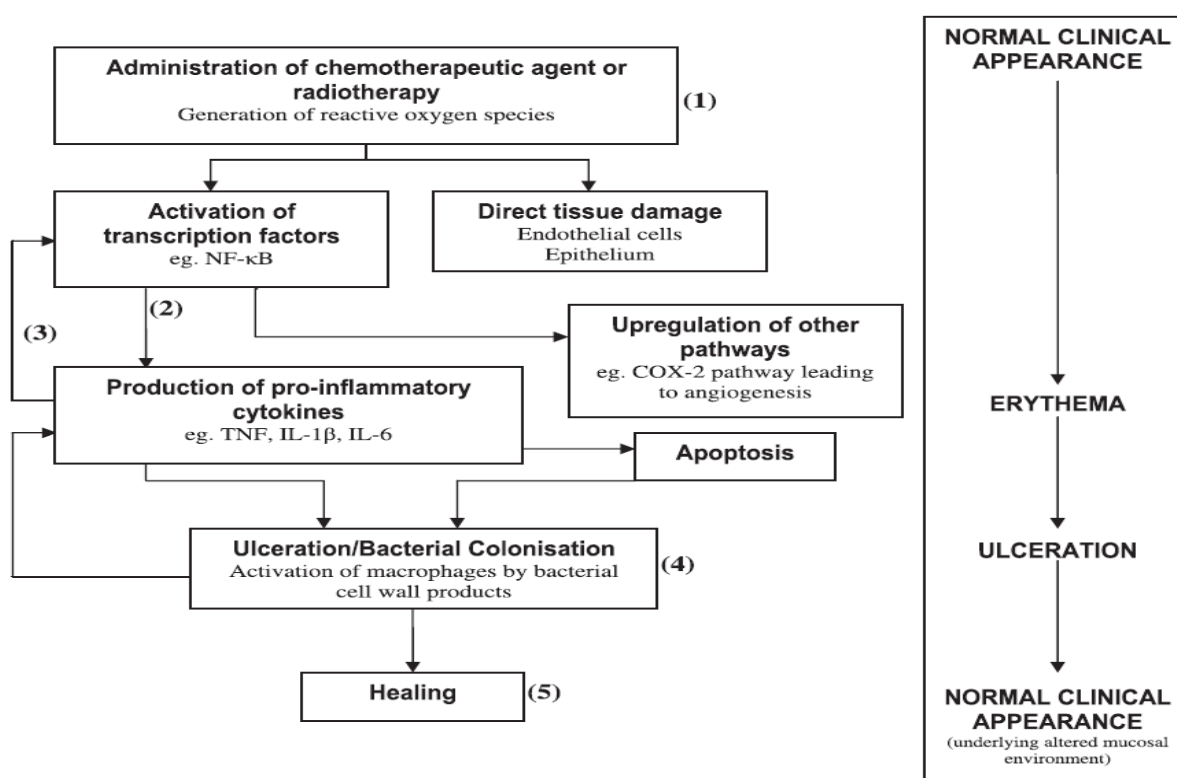 Administration of chemotherapeutic agent or
radiotherapy
Generation of reactive oxygen species
(1)
Activation of
transcription factors
eg. NF-κB
Direct tissue damage
Endothelial cells
Epithelium
(2)
(3)
Upregulation of other
pathways
eg. COX-2 pathway leading
to angiogenesis
Production of pro-inflammatory
cytokines
eg. TNF, IL-1β, IL-6
Apoptosis
Ulceration/Bacterial Colonisation
Activation of macrophages by bacterial
cell wall products
(4)
Healing
(5)
NORMAL CLINICAL
APPEARANCE
ERYTHEMA
ULCERATION
NORMAL CLINICAL
APPEARANCE
(underlying altered mucosal
environment)